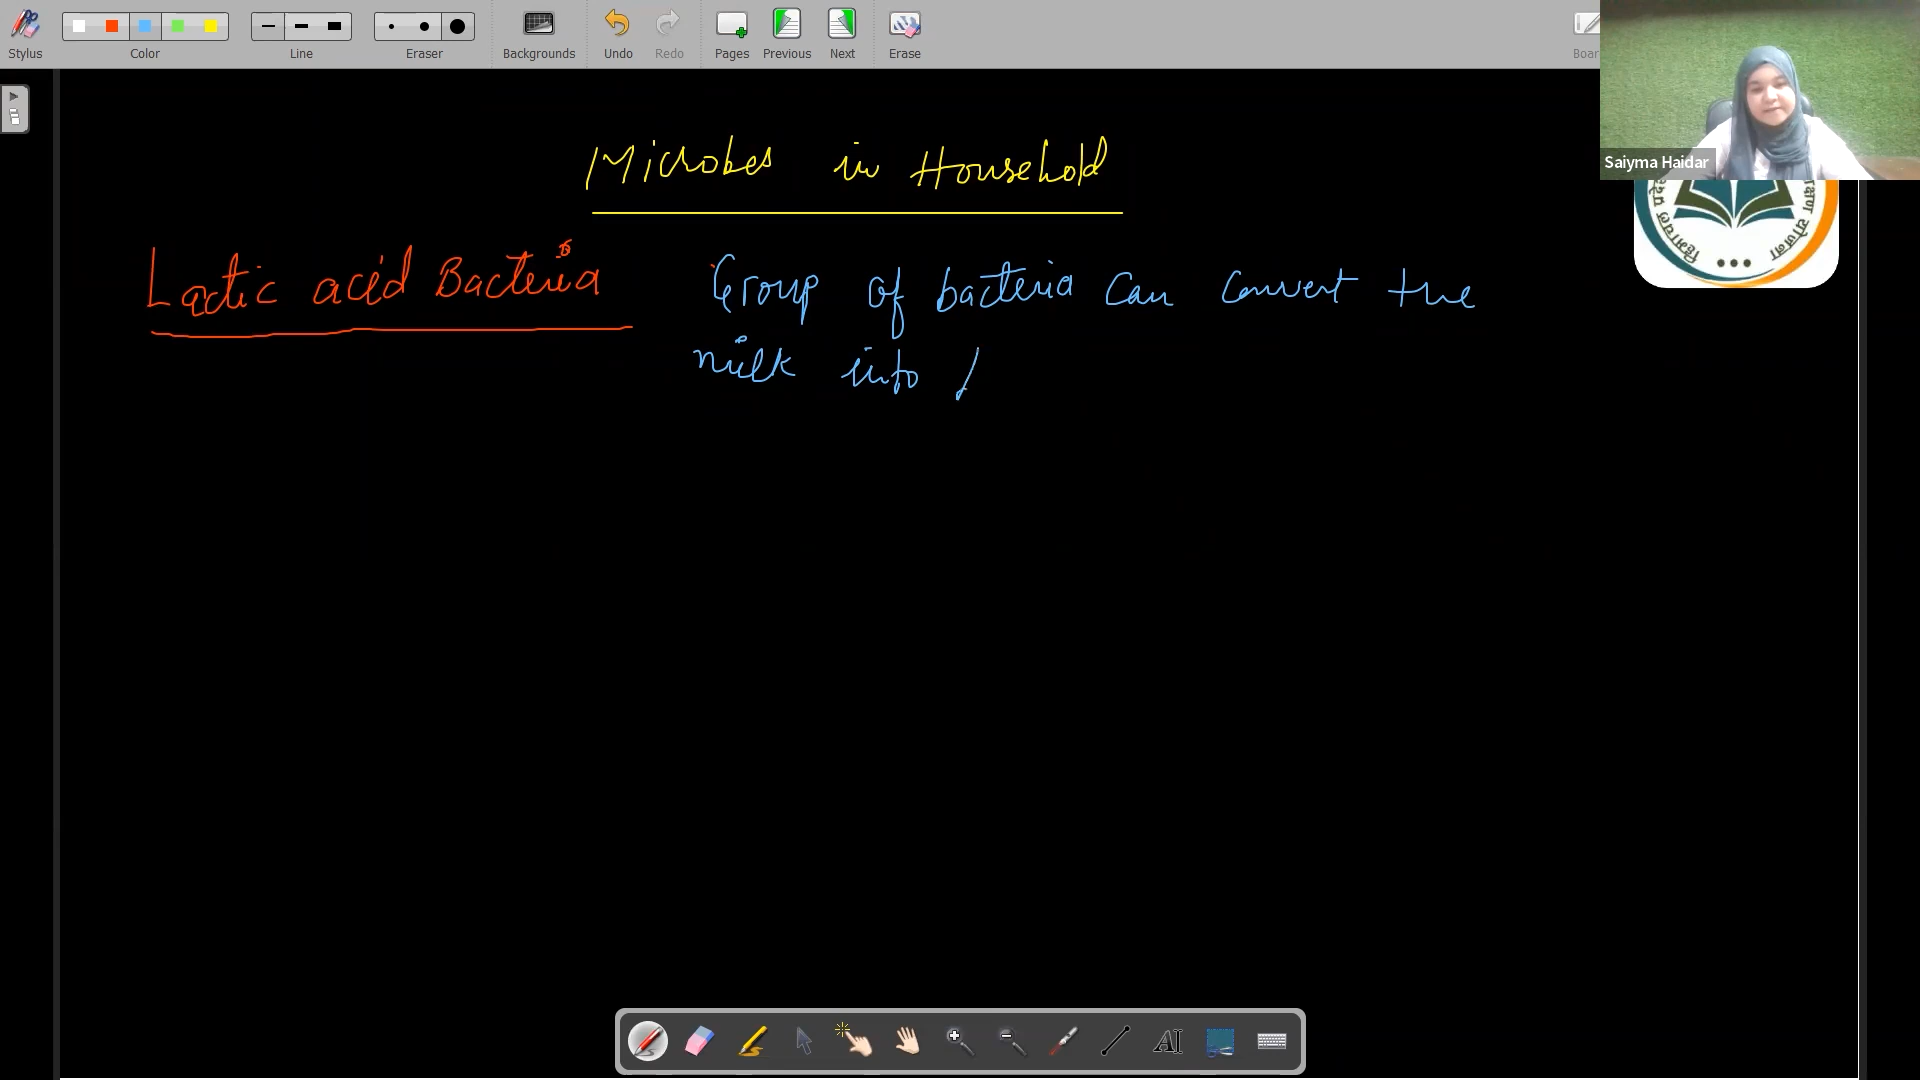 Stylus Color Line Eraser Backgrounds Undo Redo Pages Previous Next Erase
Saiyma Haidar
Microbes in Household
Lactic acid Bacteria
Group of bacteria can convert the
milk into